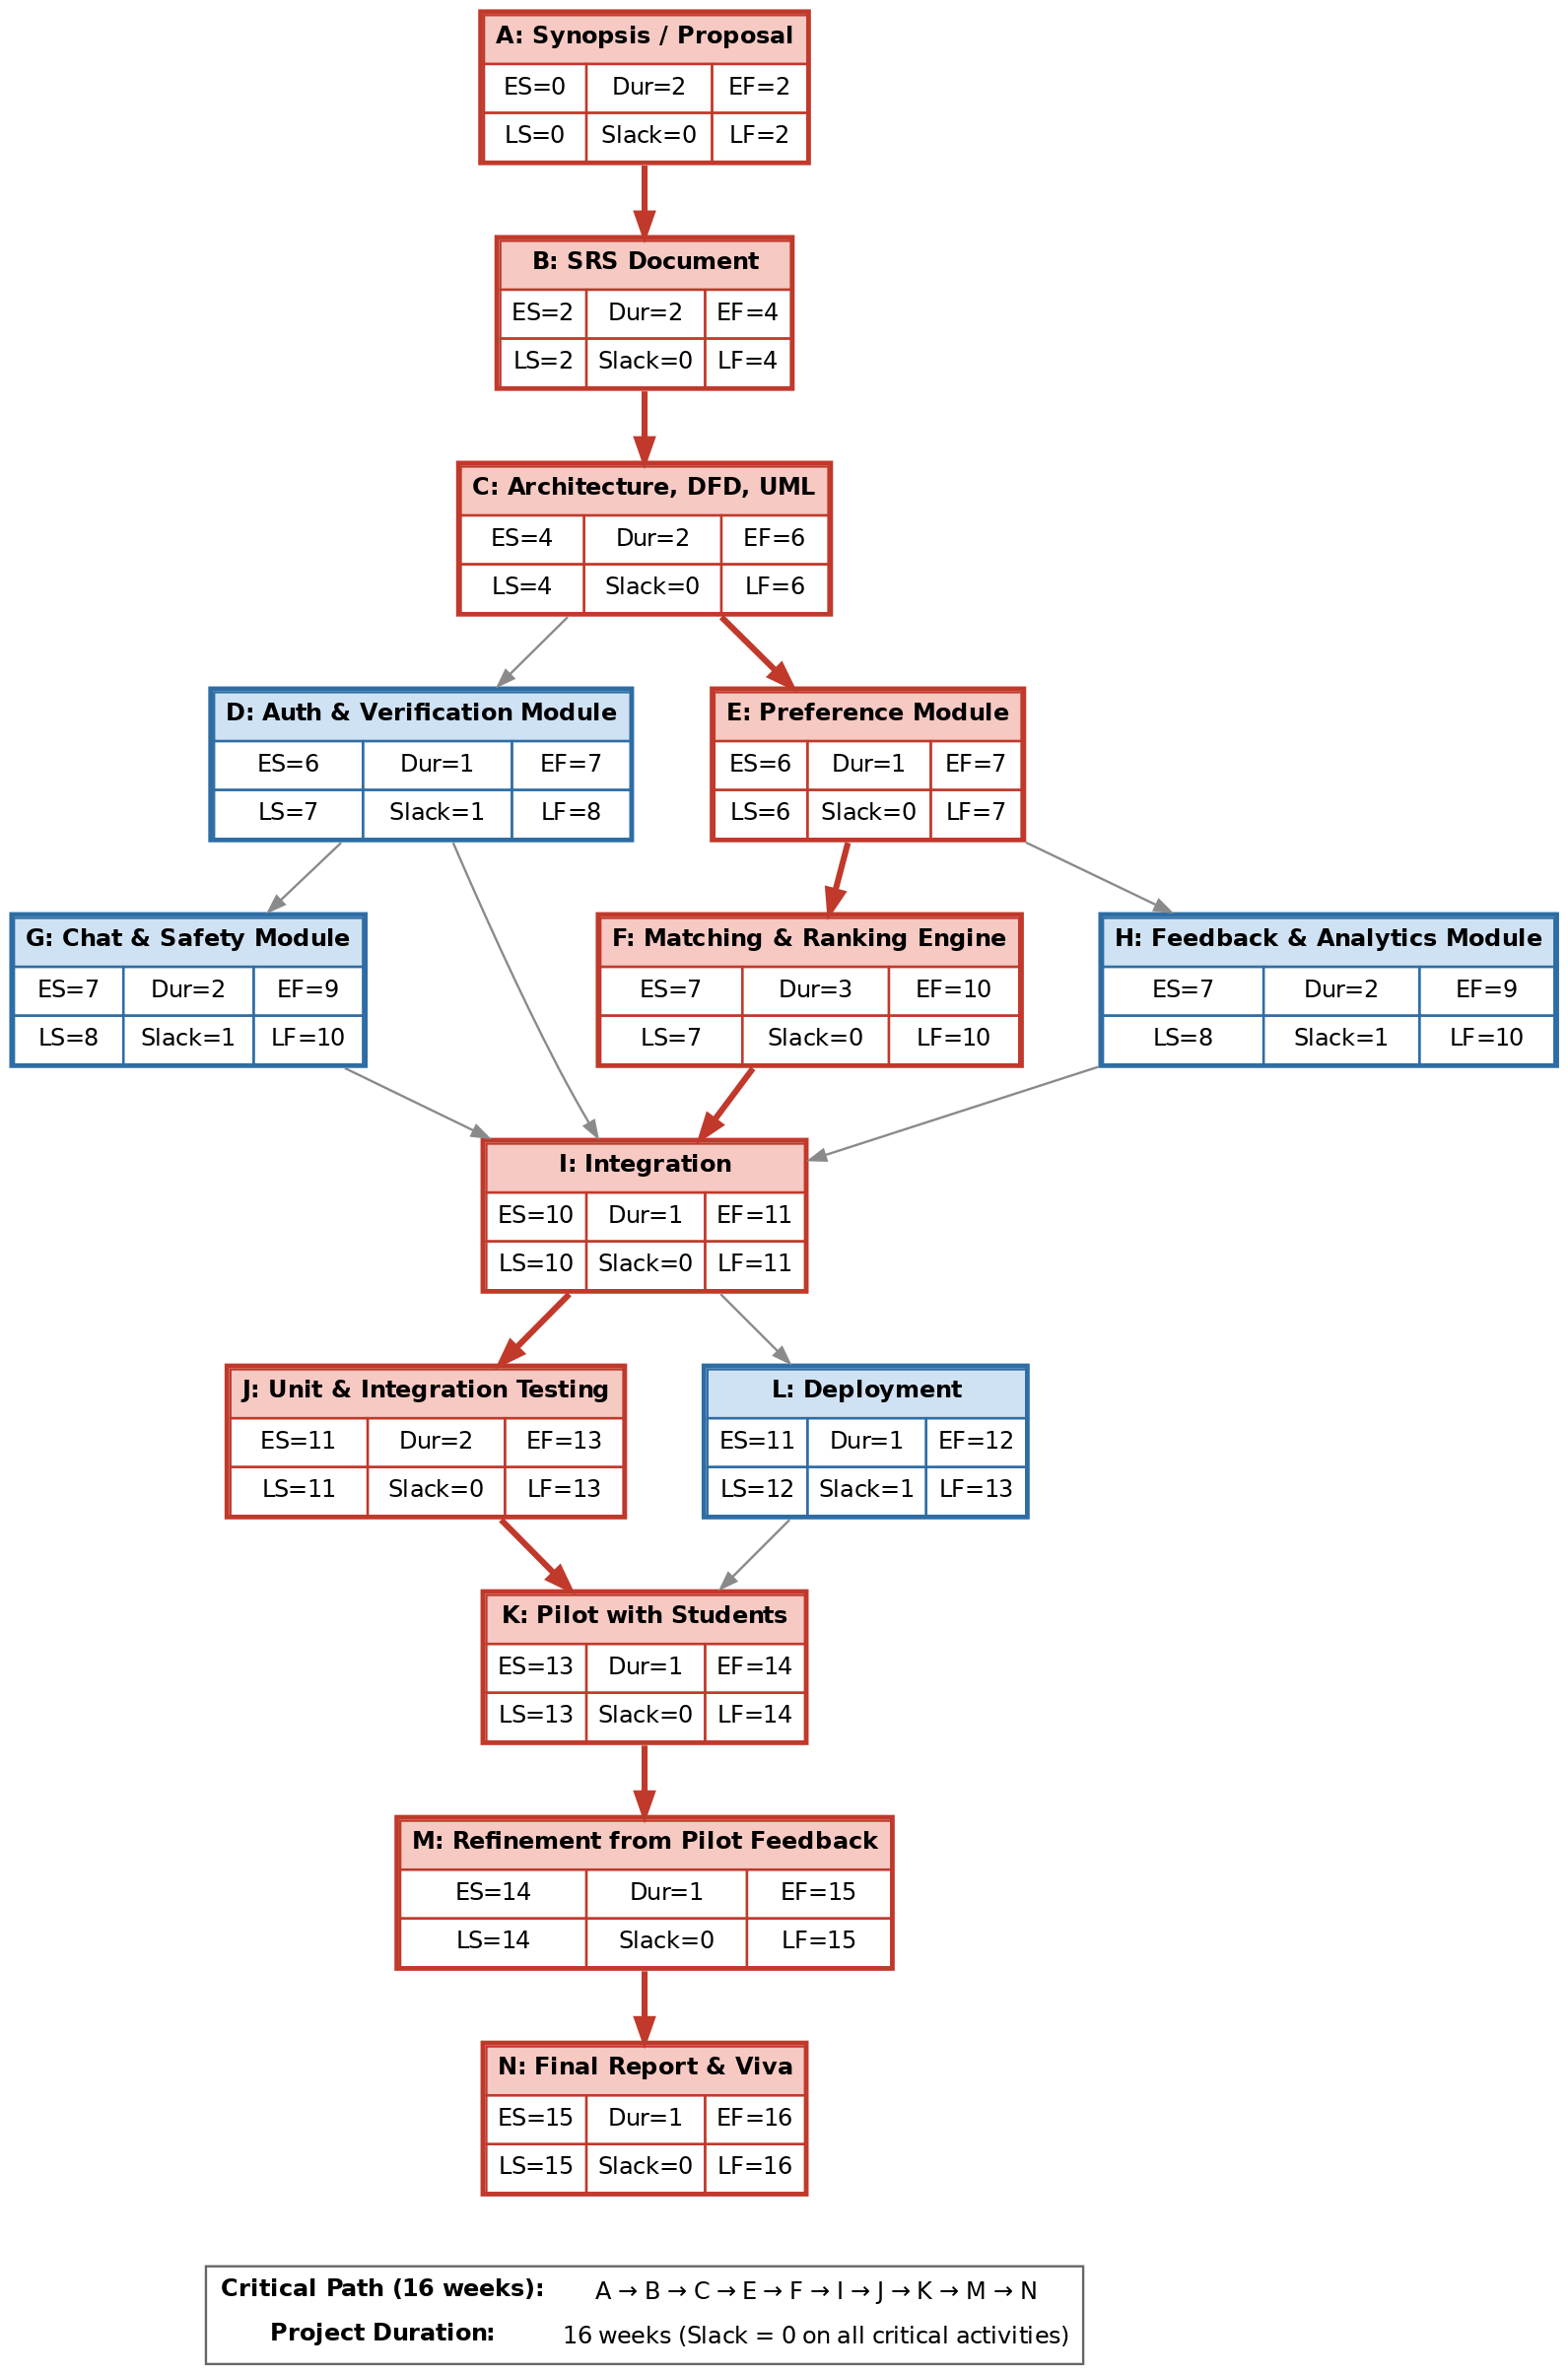 A: Synopsis / Proposal
ES=0 Dur=2 EF=2
LS=0 Slack=0 LF=2
B: SRS Document
ES=2 Dur=2 EF=4
LS=2 Slack=0 LF=4
C: Architecture, DFD, UML
ES=4 Dur=2 EF=6
LS=4 Slack=0 LF=6
D: Auth & Verification Module
ES=6 Dur=1 EF=7
LS=7 Slack=1 LF=8
E: Preference Module
ES=6 Dur=1 EF=7
LS=6 Slack=0 LF=7
G: Chat & Safety Module
ES=7 Dur=2 EF=9
LS=8 Slack=1 LF=10
F: Matching & Ranking Engine
ES=7 Dur=3 EF=10
LS=7 Slack=0 LF=10
H: Feedback & Analytics Module
ES=7 Dur=2 EF=9
LS=8 Slack=1 LF=10
I: Integration
ES=10 Dur=1 EF=11
LS=10 Slack=0 LF=11
J: Unit & Integration Testing
ES=11 Dur=2 EF=13
LS=11 Slack=0 LF=13
L: Deployment
ES=11 Dur=1 EF=12
LS=12 Slack=1 LF=13
K: Pilot with Students
ES=13 Dur=1 EF=14
LS=13 Slack=0 LF=14
M: Refinement from Pilot Feedback
ES=14 Dur=1 EF=15
LS=14 Slack=0 LF=15
N: Final Report & Viva
ES=15 Dur=1 EF=16
LS=15 Slack=0 LF=16
Critical Path (16 weeks): A → B → C → E → F → I → J → K → M → N
Project Duration: 16 weeks (Slack = 0 on all critical activities)